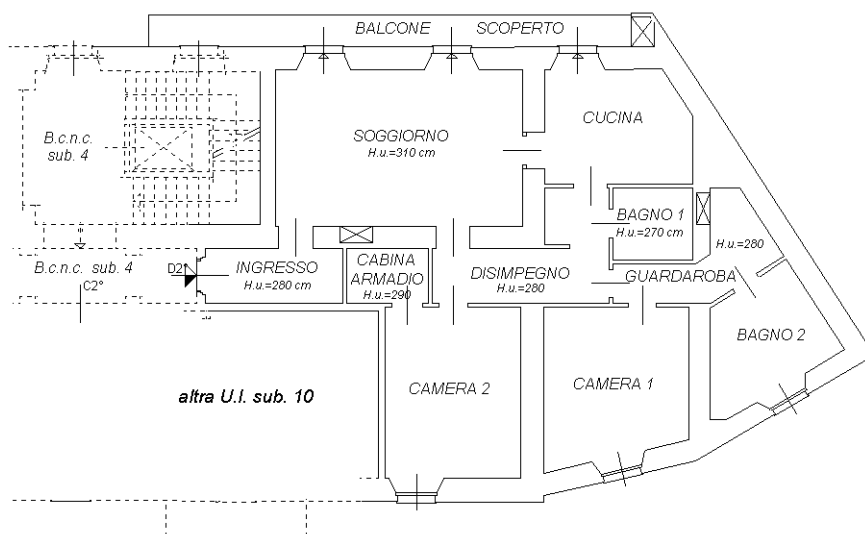 BALCONE SCOPERTO
CUCINA
B.c.n.c.
sub. 4
SOGGIORNO
H.u.=310 cm
BAGNO 1
H.u.=270 cm
H.u.=280
B.c.n.c. sub. 4
C2°
D2°
INGRESSO
H.u.=280 cm
CABINA
ARMADIO
H.u.=290
DISIMPEGNO
H.u.=280
GUARDAROBA
BAGNO 2
altra U.I. sub. 10
CAMERA 2
CAMERA 1